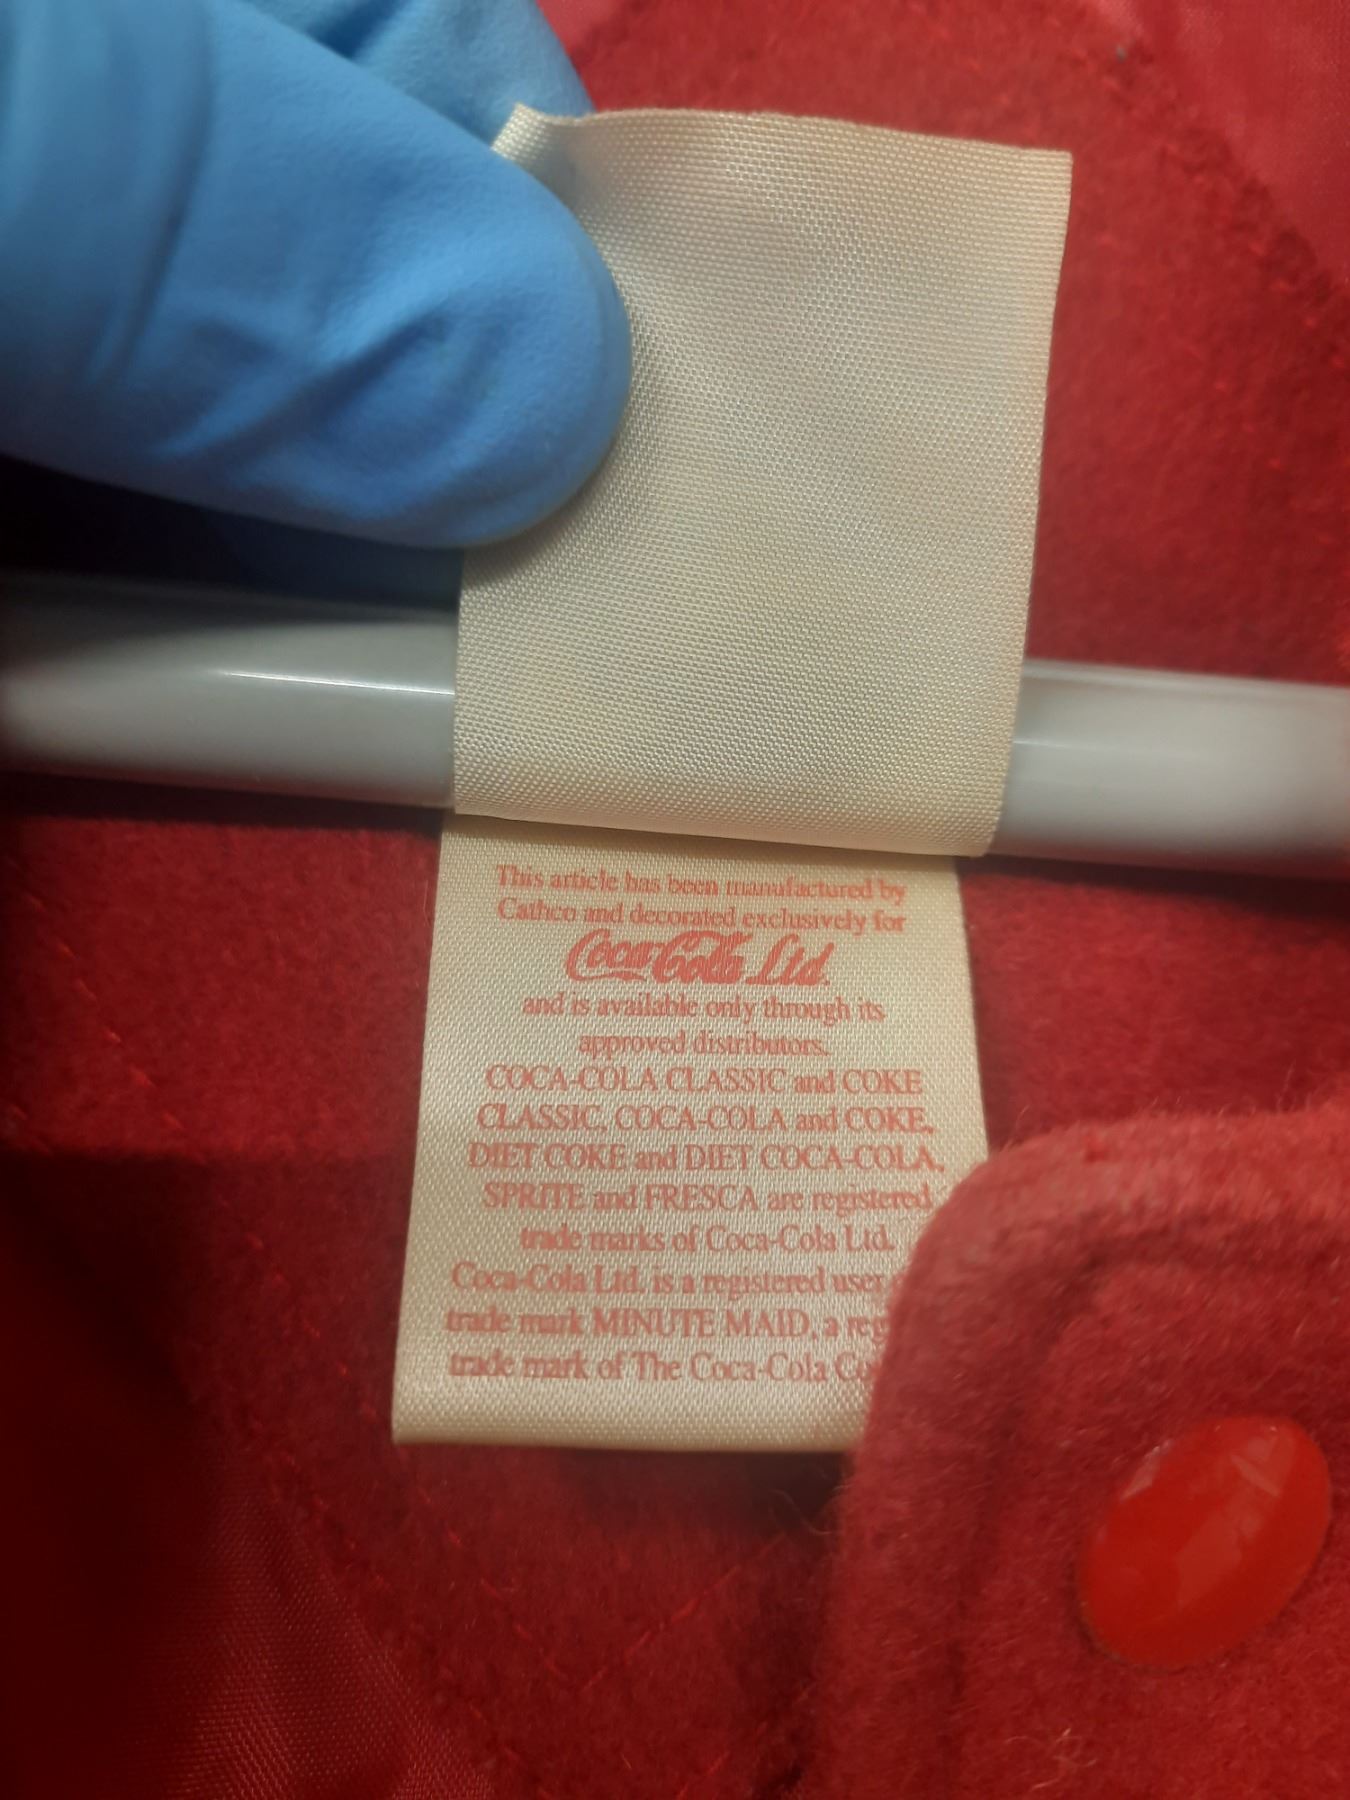 This article has been manufactured by
Cathco and decorated exclusively for
Coca-Cola Ltd.
and is available only through its
approved distributors.
COCA-COLA CLASSIC and COKE
CLASSIC, COCA-COLA and COKE,
DIET COKE and DIET COCA-COLA,
SPRITE and FRESCA are registered
trade marks of Coca-Cola Ltd.
Coca-Cola Ltd. is a registered user
trade mark MINUTE MAID, a reg
trade mark of The Coca-Cola Co